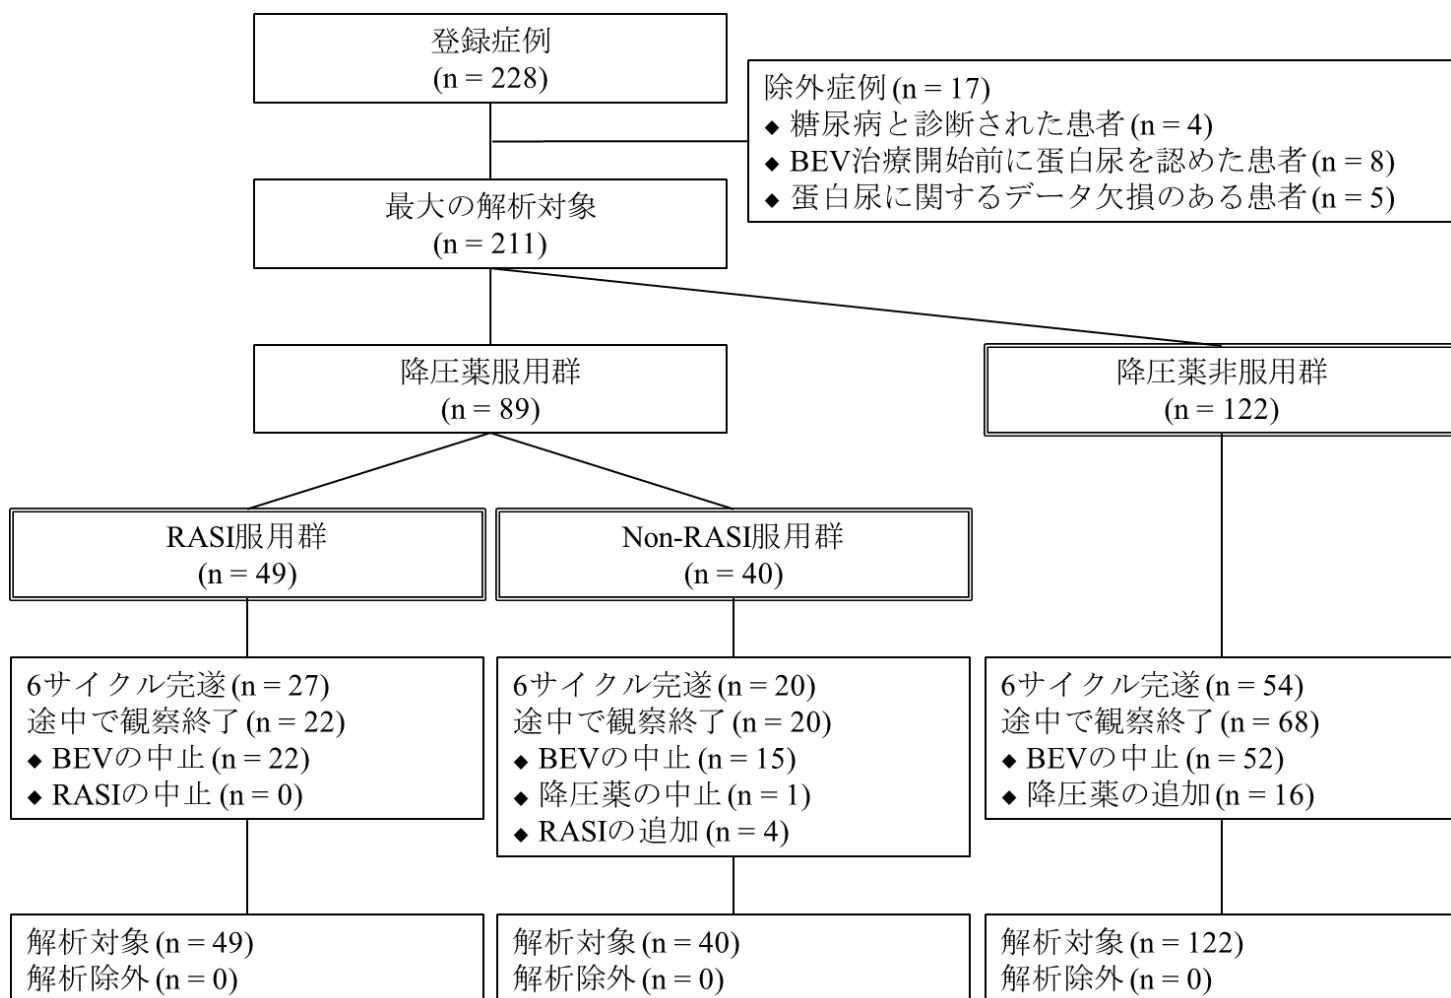 登録症例
(n = 228)
除外症例 (n = 17)
◆ 糖尿病と診断された患者 (n = 4)
◆ BEV治療開始前に蛋白尿を認めた患者 (n = 8)
◆ 蛋白尿に関するデータ欠損のある患者 (n = 5)
最大の解析対象
(n = 211)
降圧薬服用群
(n = 89)
降圧薬非服用群
(n = 122)
RASI服用群
(n = 49)
Non-RASI服用群
(n = 40)
6サイクル完遂 (n = 27)
途中で観察終了 (n = 22)
◆ BEVの中止 (n = 22)
◆ RASIの中止 (n = 0)
6サイクル完遂 (n = 20)
途中で観察終了 (n = 20)
◆ BEVの中止 (n = 15)
◆ 降圧薬の中止 (n = 1)
◆ RASIの追加 (n = 4)
6サイクル完遂 (n = 54)
途中で観察終了 (n = 68)
◆ BEVの中止 (n = 52)
◆ 降圧薬の追加 (n = 16)
解析対象 (n = 49)
解析除外 (n = 0)
解析対象 (n = 40)
解析除外 (n = 0)
解析対象 (n = 122)
解析除外 (n = 0)